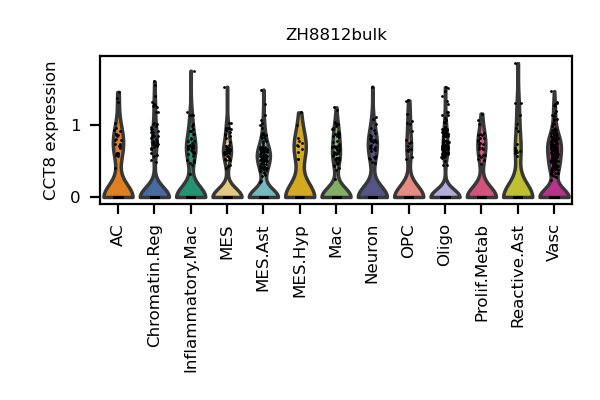 ZH8812bulk
CCT8 expression
1
0
AC
Chromatin.Reg
Inflammatory.Mac
MES
MES.Ast
MES.Hyp
Mac
Neuron
OPC
Oligo
Prolif.Metab
Reactive.Ast
Vasc